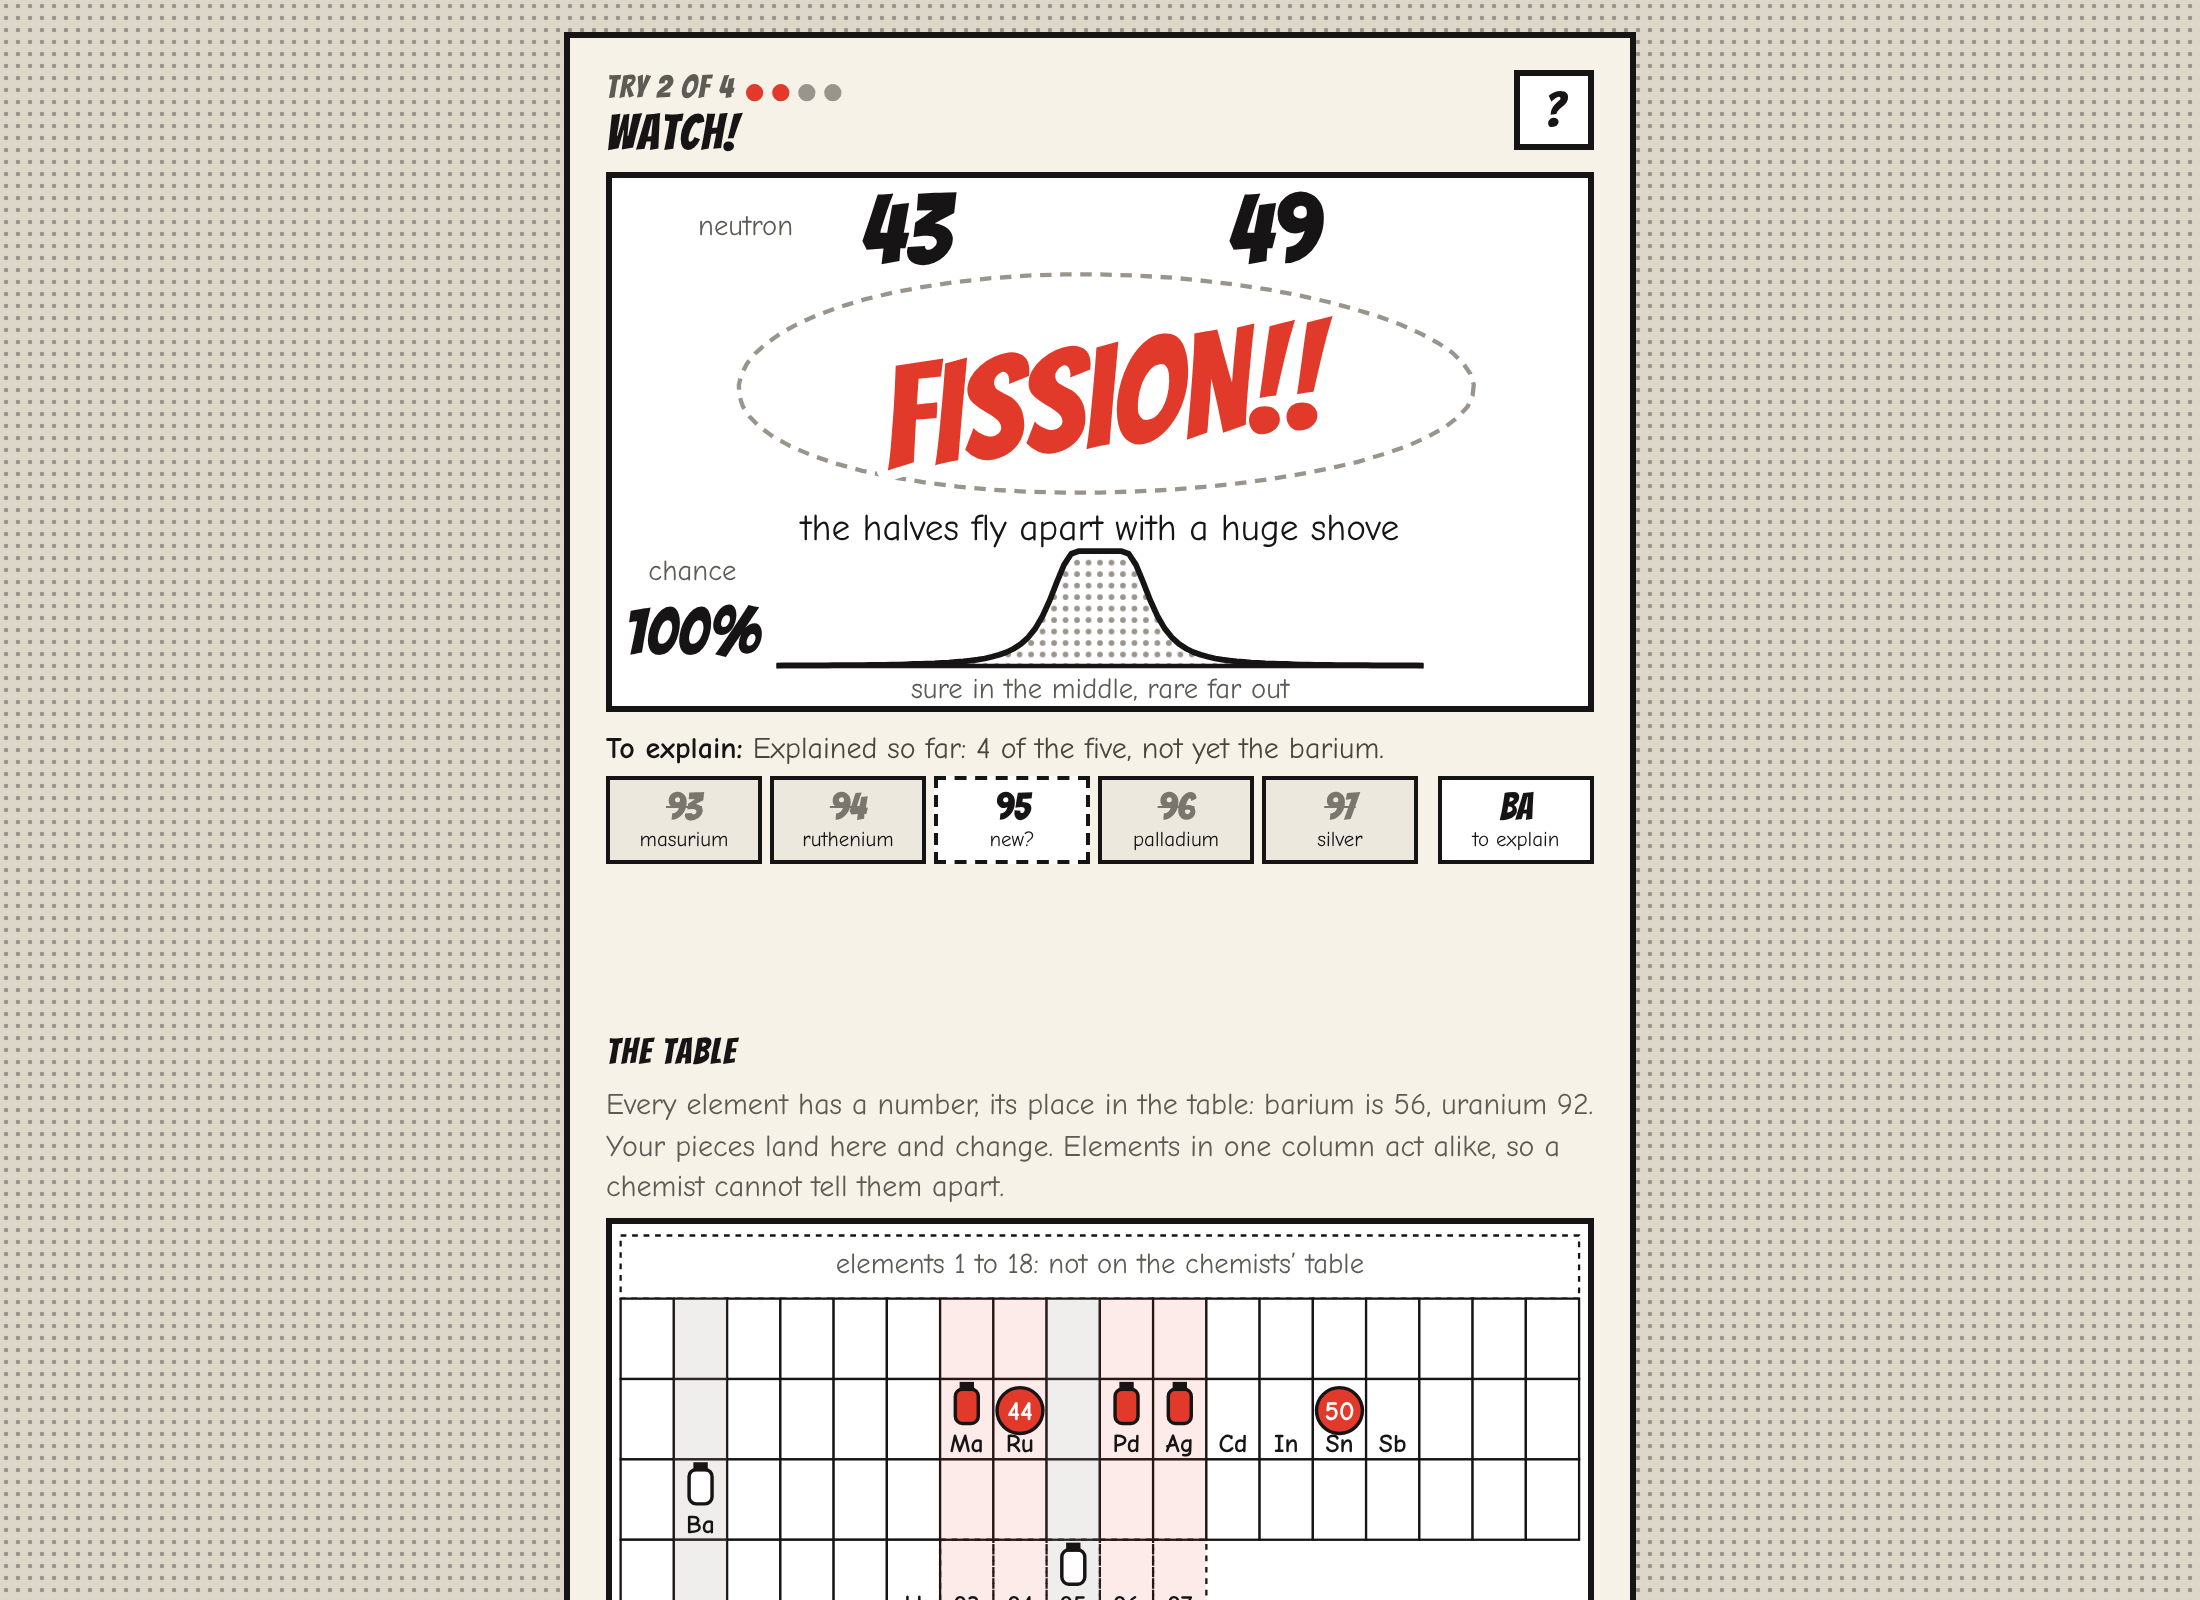 TRY 2 OF 4
WATCH!
?
neutron 43 49
FISSION!!
the halves fly apart with a huge shove
chance
100%
sure in the middle, rare far out
To explain: Explained so far: 4 of the five, not yet the barium.
93 94 95 96 97 BA
masurium ruthenium new? palladium silver to explain
THE TABLE
Every element has a number, its place in the table: barium is 56, uranium 92.
Your pieces land here and change. Elements in one column act alike, so a
chemist cannot tell them apart.
elements 1 to 18: not on the chemists' table
44 50
Ma Ru Pd Ag Cd In Sn Sb
Ba